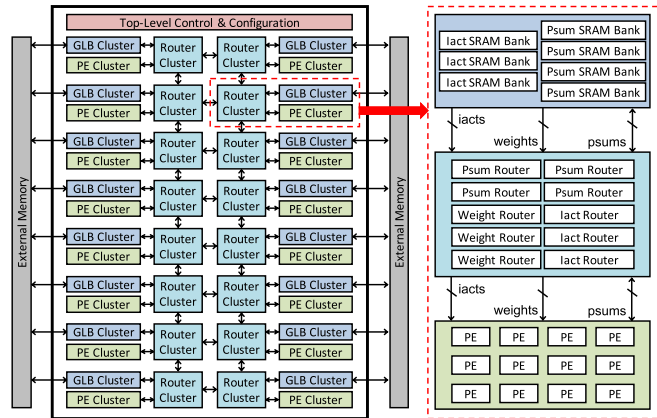 Top-Level Control & Configuration
External Memory
GLB Cluster
PE Cluster
Router
Cluster
Router
Cluster
GLB Cluster
PE Cluster
GLB Cluster
PE Cluster
Router
Cluster
Router
Cluster
GLB Cluster
PE Cluster
GLB Cluster
PE Cluster
Router
Cluster
Router
Cluster
GLB Cluster
PE Cluster
GLB Cluster
PE Cluster
Router
Cluster
Router
Cluster
GLB Cluster
PE Cluster
GLB Cluster
PE Cluster
Router
Cluster
Router
Cluster
GLB Cluster
PE Cluster
GLB Cluster
PE Cluster
Router
Cluster
Router
Cluster
GLB Cluster
PE Cluster
GLB Cluster
PE Cluster
Router
Cluster
Router
Cluster
GLB Cluster
PE Cluster
GLB Cluster
PE Cluster
Router
Cluster
Router
Cluster
GLB Cluster
PE Cluster
External Memory
Iact SRAM Bank
Iact SRAM Bank
Iact SRAM Bank
Psum SRAM Bank
Psum SRAM Bank
Psum SRAM Bank
Psum SRAM Bank
iacts
weights
psums
Psum Router
Psum Router
Psum Router
Psum Router
Weight Router
Iact Router
Weight Router
Iact Router
Weight Router
Iact Router
iacts
weights
psums
PE PE PE PE
PE PE PE PE
PE PE PE PE